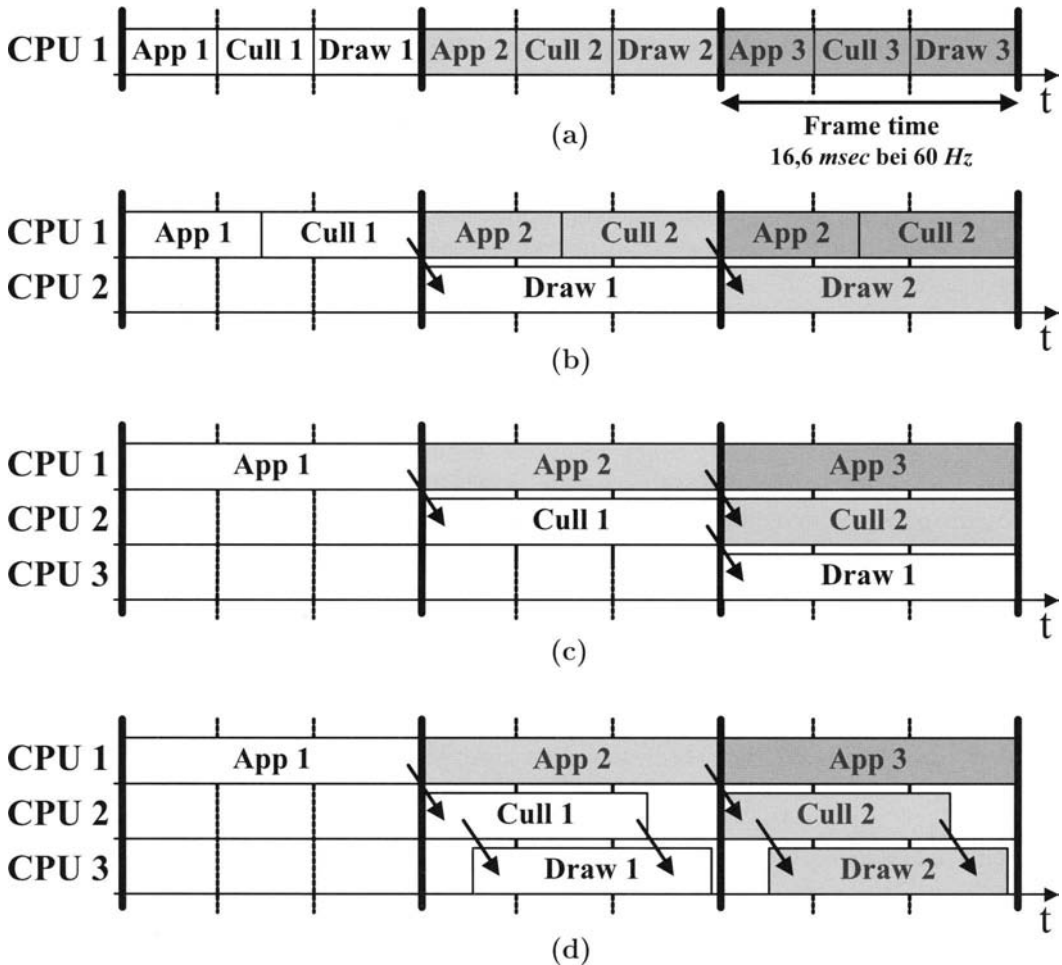 CPU 1 App 1 Cull 1 Draw 1 App 2 Cull 2 Draw 2 App 3 Cull 3 Draw 3
t
Frame time
16,6 msec bei 60 Hz
(a)
CPU 1 App 1 Cull 1 App 2 Cull 2 App 2 Cull 2
CPU 2 Draw 1 Draw 2
t
(b)
CPU 1 App 1 App 2 App 3
CPU 2 Cull 1 Cull 2
CPU 3 Draw 1
t
(c)
CPU 1 App 1 App 2 App 3
CPU 2 Cull 1 Cull 2
CPU 3 Draw 1 Draw 2
t
(d)